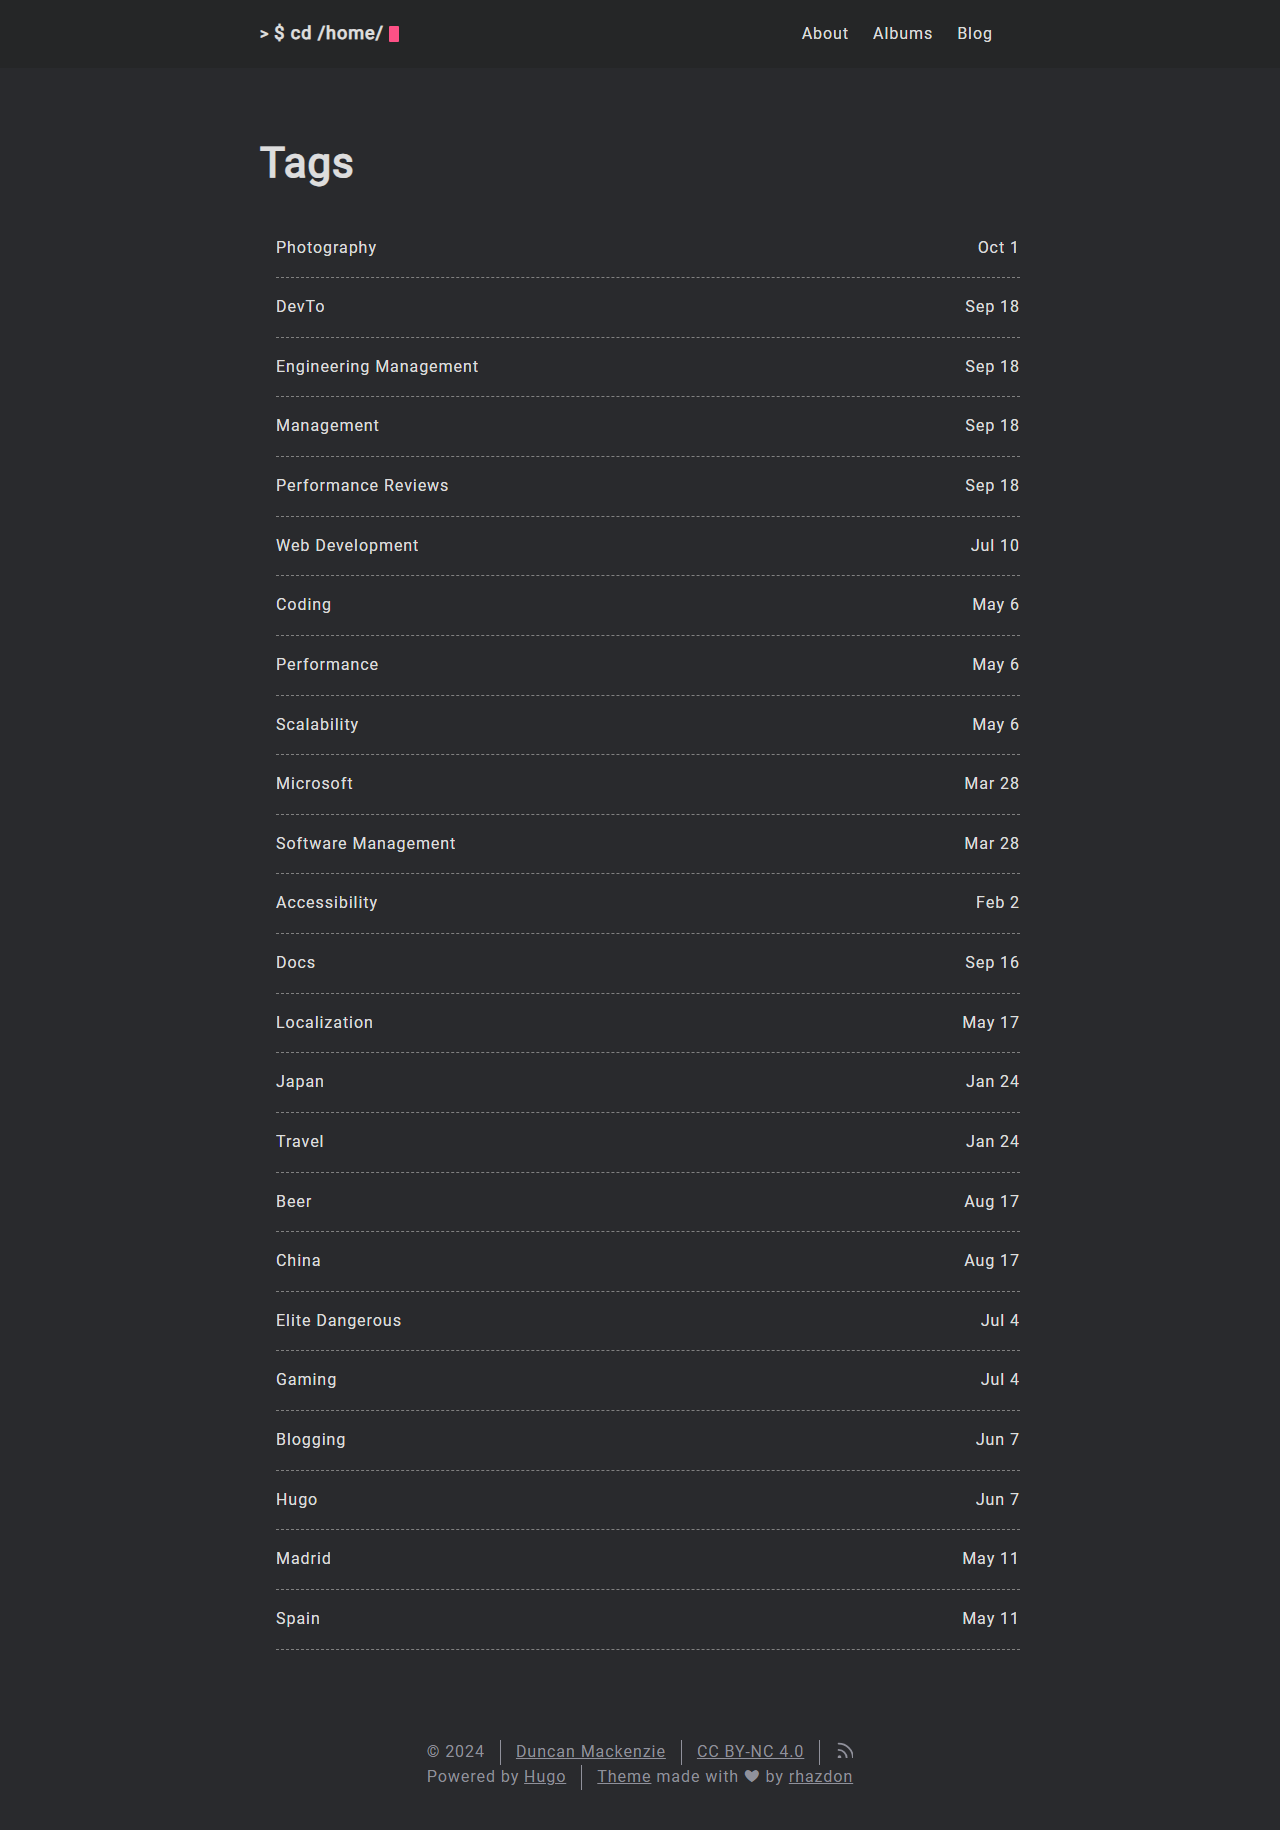 > $ cd /home/
About Albums Blog
Tags
Photography Oct 1
DevTo Sep 18
Engineering Management Sep 18
Management Sep 18
Performance Reviews Sep 18
Web Development Jul 10
Coding May 6
Performance May 6
Scalability May 6
Microsoft Mar 28
Software Management Mar 28
Accessibility Feb 2
Docs Sep 16
Localization May 17
Japan Jan 24
Travel Jan 24
Beer Aug 17
China Aug 17
Elite Dangerous Jul 4
Gaming Jul 4
Blogging Jun 7
Hugo Jun 7
Madrid May 11
Spain May 11
© 2024 Duncan Mackenzie CC BY-NC 4.0
Powered by Hugo Theme made with ♥ by rhazdon